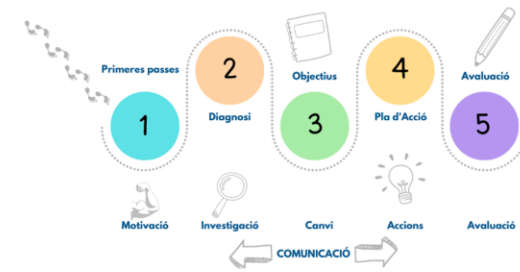 Primeres passes
1
Motivació
2
Diagnosi
Investigació
Objectius
3
Canvi
4
Pla d'Acció
Accions
Avaluació
5
Avaluació
COMUNICACIÓ